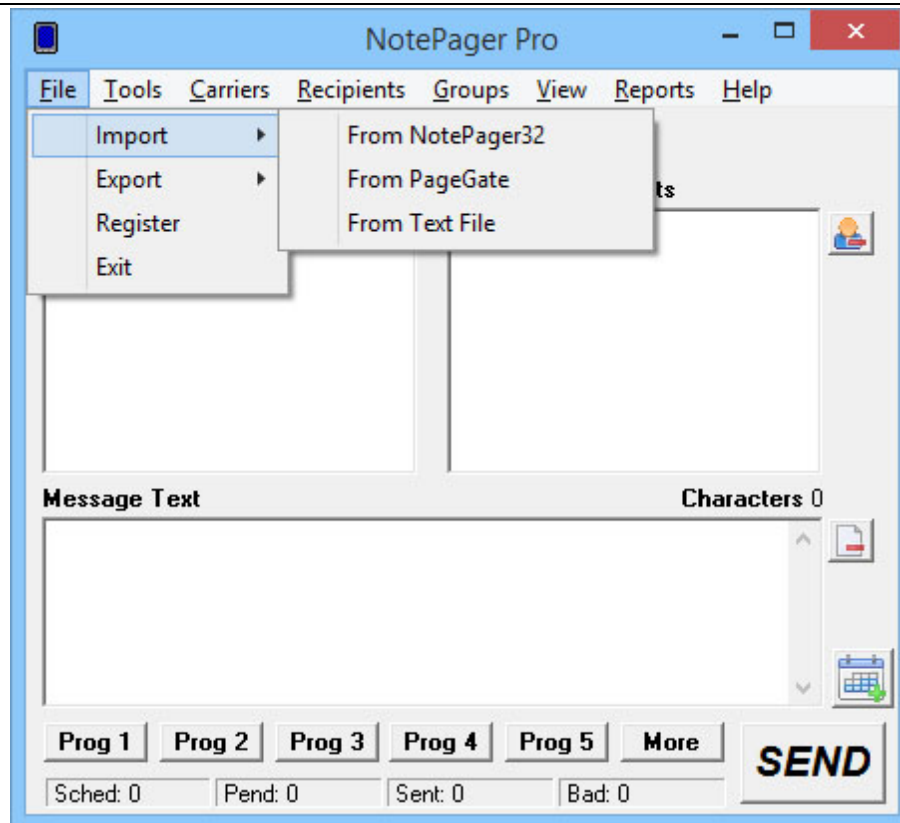 NotePager Pro
File Tools Carriers Recipients Groups View Reports Help
Import
Export
Register
Exit
From NotePager32
From PageGate
From Text File
ts
Message Text Characters 0
Prog 1 Prog 2 Prog 3 Prog 4 Prog 5 More
SEND
Sched: 0 Pend: 0 Sent: 0 Bad: 0